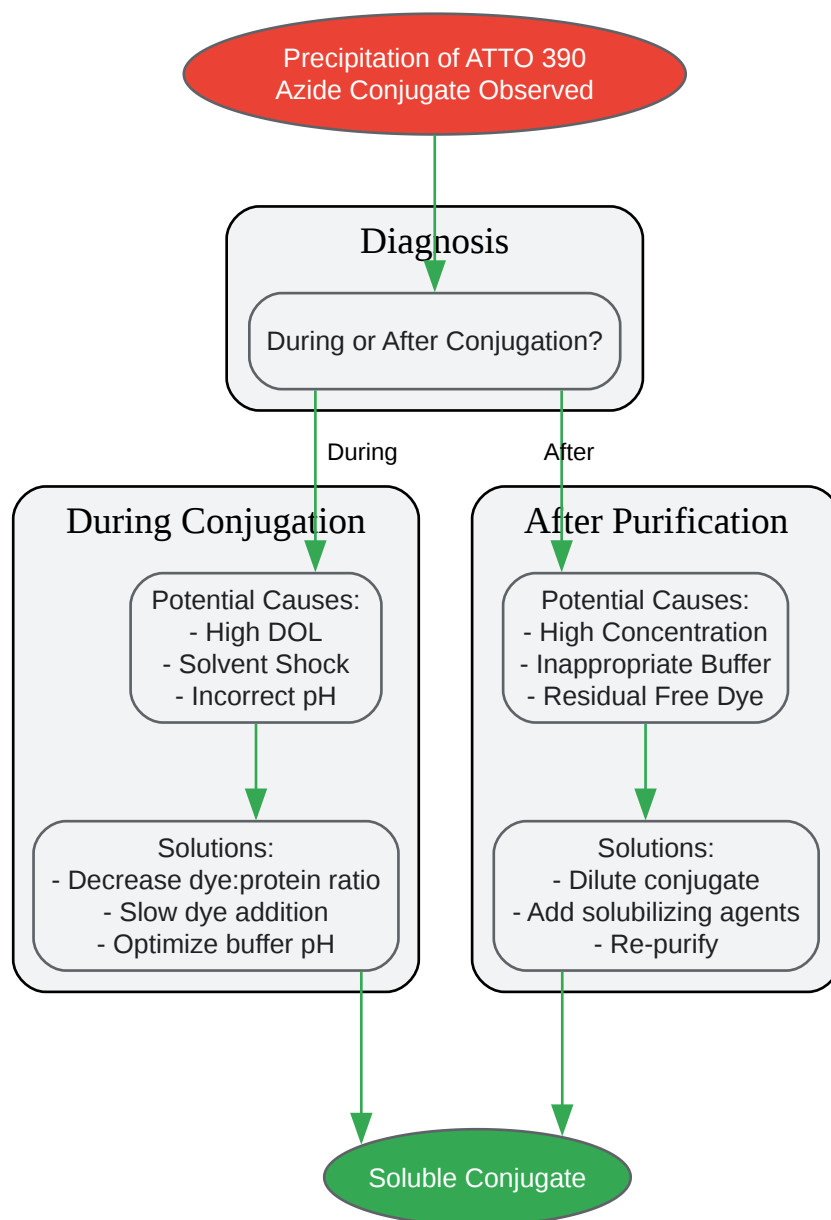 Precipitation of ATTO 390
Azide Conjugate Observed
Diagnosis
During or After Conjugation?
During
After
During Conjugation
Potential Causes:
- High DOL
- Solvent Shock
- Incorrect pH
Solutions:
- Decrease dye:protein ratio
- Slow dye addition
- Optimize buffer pH
After Purification
Potential Causes:
- High Concentration
- Inappropriate Buffer
- Residual Free Dye
Solutions:
- Dilute conjugate
- Add solubilizing agents
- Re-purify
Soluble Conjugate